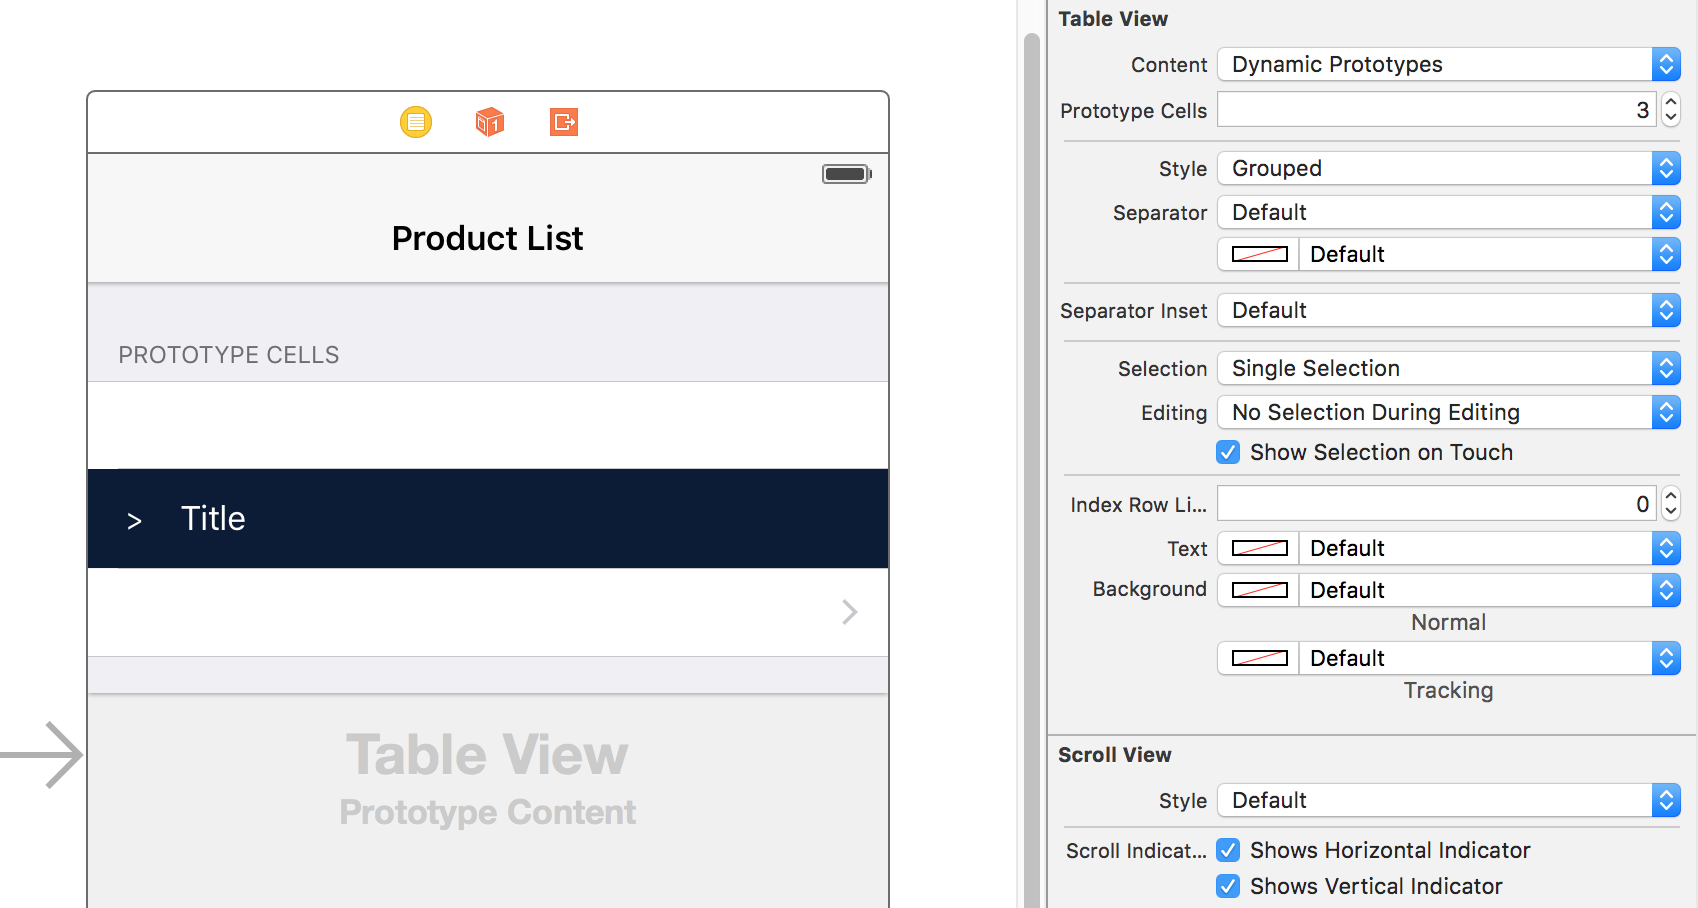 Product List
PROTOTYPE CELLS
> Title
Table View
Prototype Content
Table View
Content Dynamic Prototypes
Prototype Cells 3
Style Grouped
Separator Default
Default
Separator Inset Default
Selection Single Selection
Editing No Selection During Editing
Show Selection on Touch
Index Row Li... 0
Text Default
Background Default
Normal
Default
Tracking
Scroll View
Style Default
Scroll Indicat... Shows Horizontal Indicator
Shows Vertical Indicator